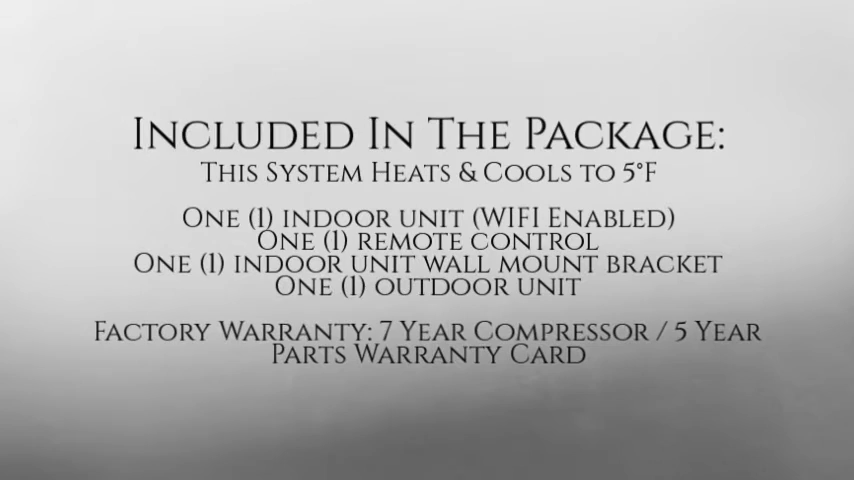 Included In The Package:
This System Heats & Cools to 5°F
One (1) indoor unit (WIFI Enabled)
One (1) remote control
One (1) indoor unit wall mount bracket
One (1) outdoor unit
Factory Warranty: 7 Year Compressor / 5 Year
Parts Warranty Card